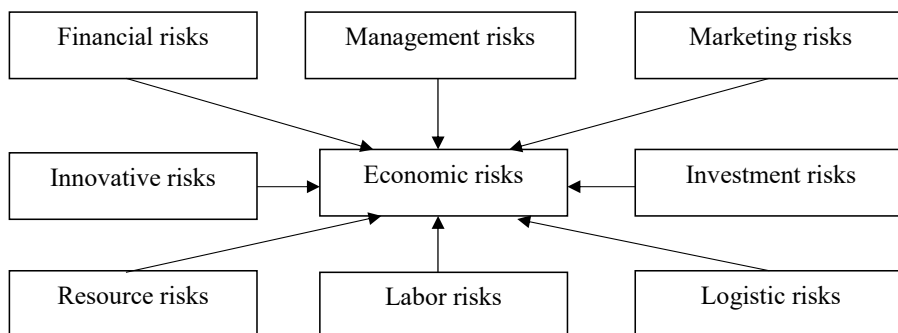 Financial risks
Management risks
Marketing risks
Innovative risks
Economic risks
Investment risks
Resource risks
Labor risks
Logistic risks